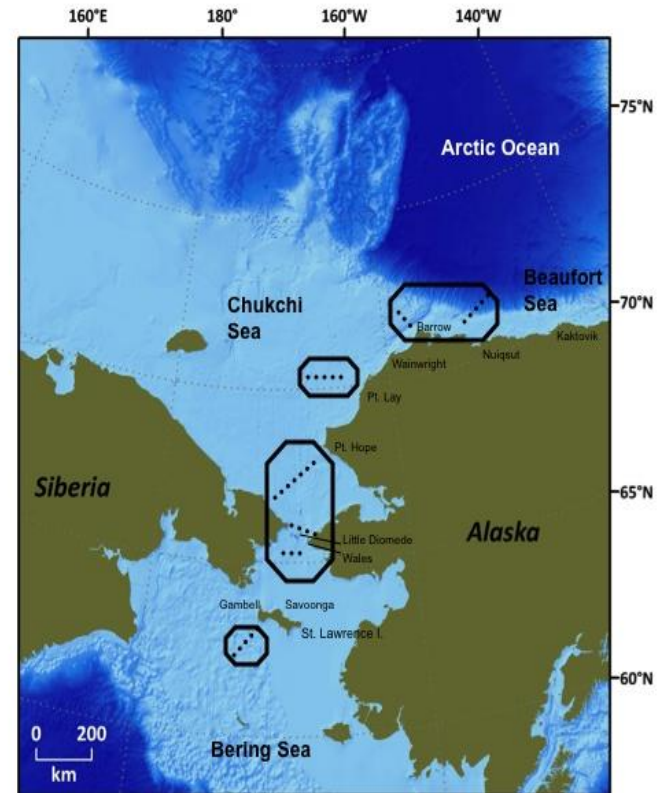 160°E
180°
160°W
140°W
75°N
Arctic Ocean
Beaufort
Sea
70°N
Chukchi
Sea
Barrow
Kaktovik
Nuiqsut
Wainwright
Pt. Lay
Pt. Hope
Siberia
65°N
Alaska
Little Diomede
Wales
Gambell
Savoonga
St. Lawrence I.
60°N
0 200
km
Bering Sea